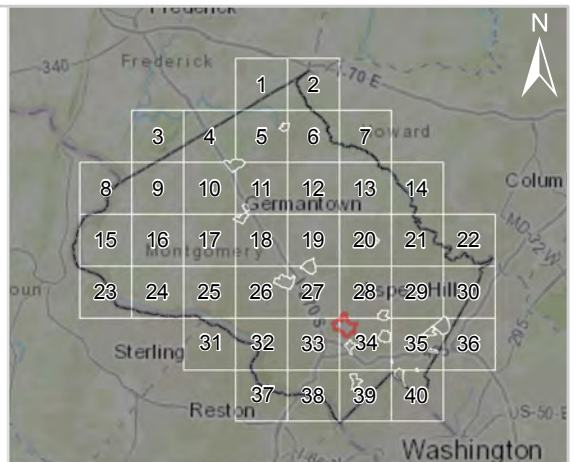 Frederick
N
340
Frederick
I-70 E
1 2
3 4 5 6 7
8 9 10 11 12 13 14
Colum
Germantown
MD-32 W
15 16 17 18 19 20 21 22
Montgomery
23 24 25 26 27 28 29 30
oun
295
31 32 33 34 35 36
Sterling
37 38 39 40
Reston
US-50-E
Washington